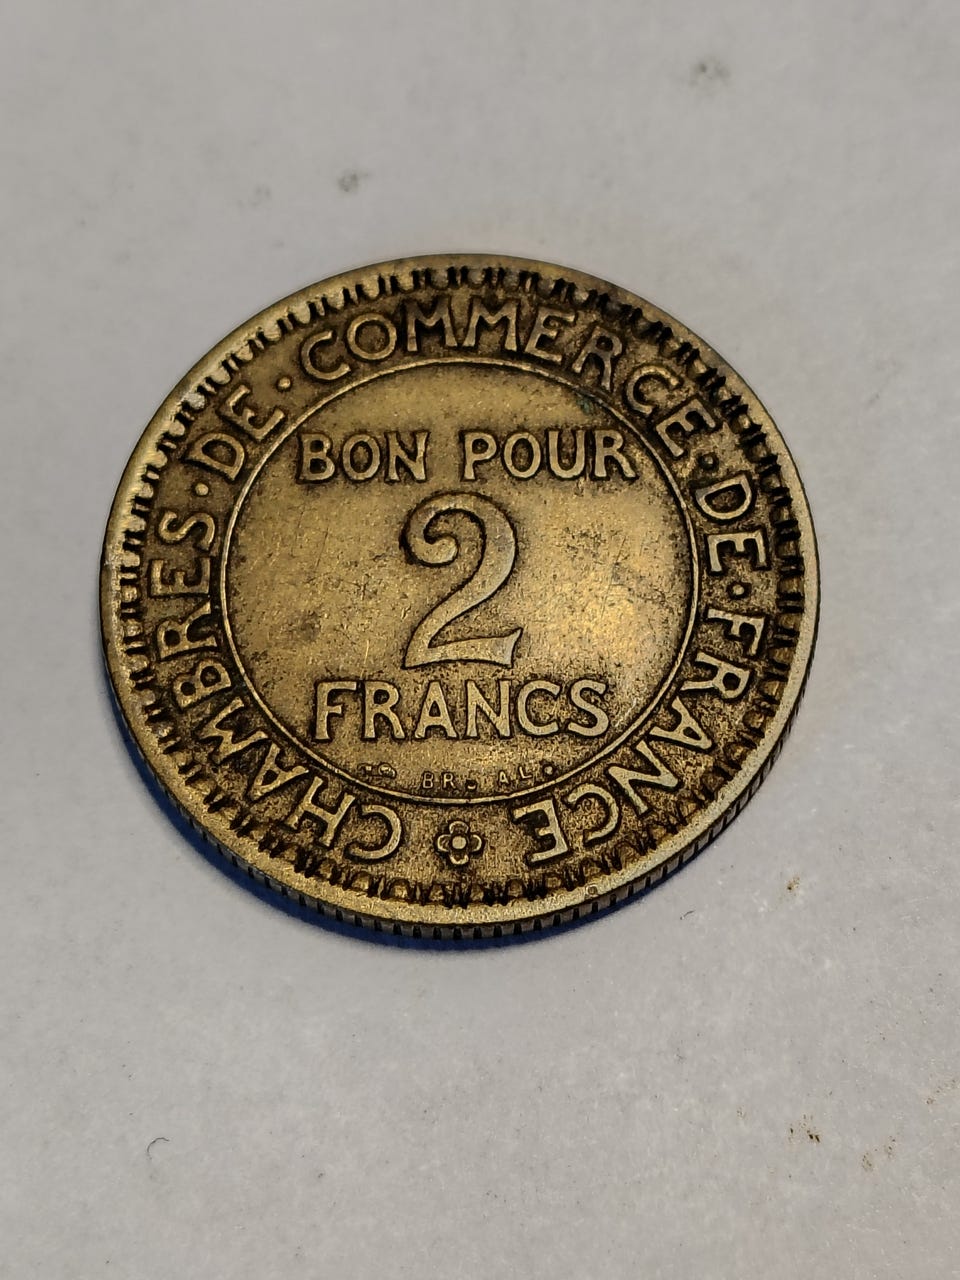 CHAMBRES · DE · COMMERCE · DE · FRANCE
BON POUR
2
FRANCS